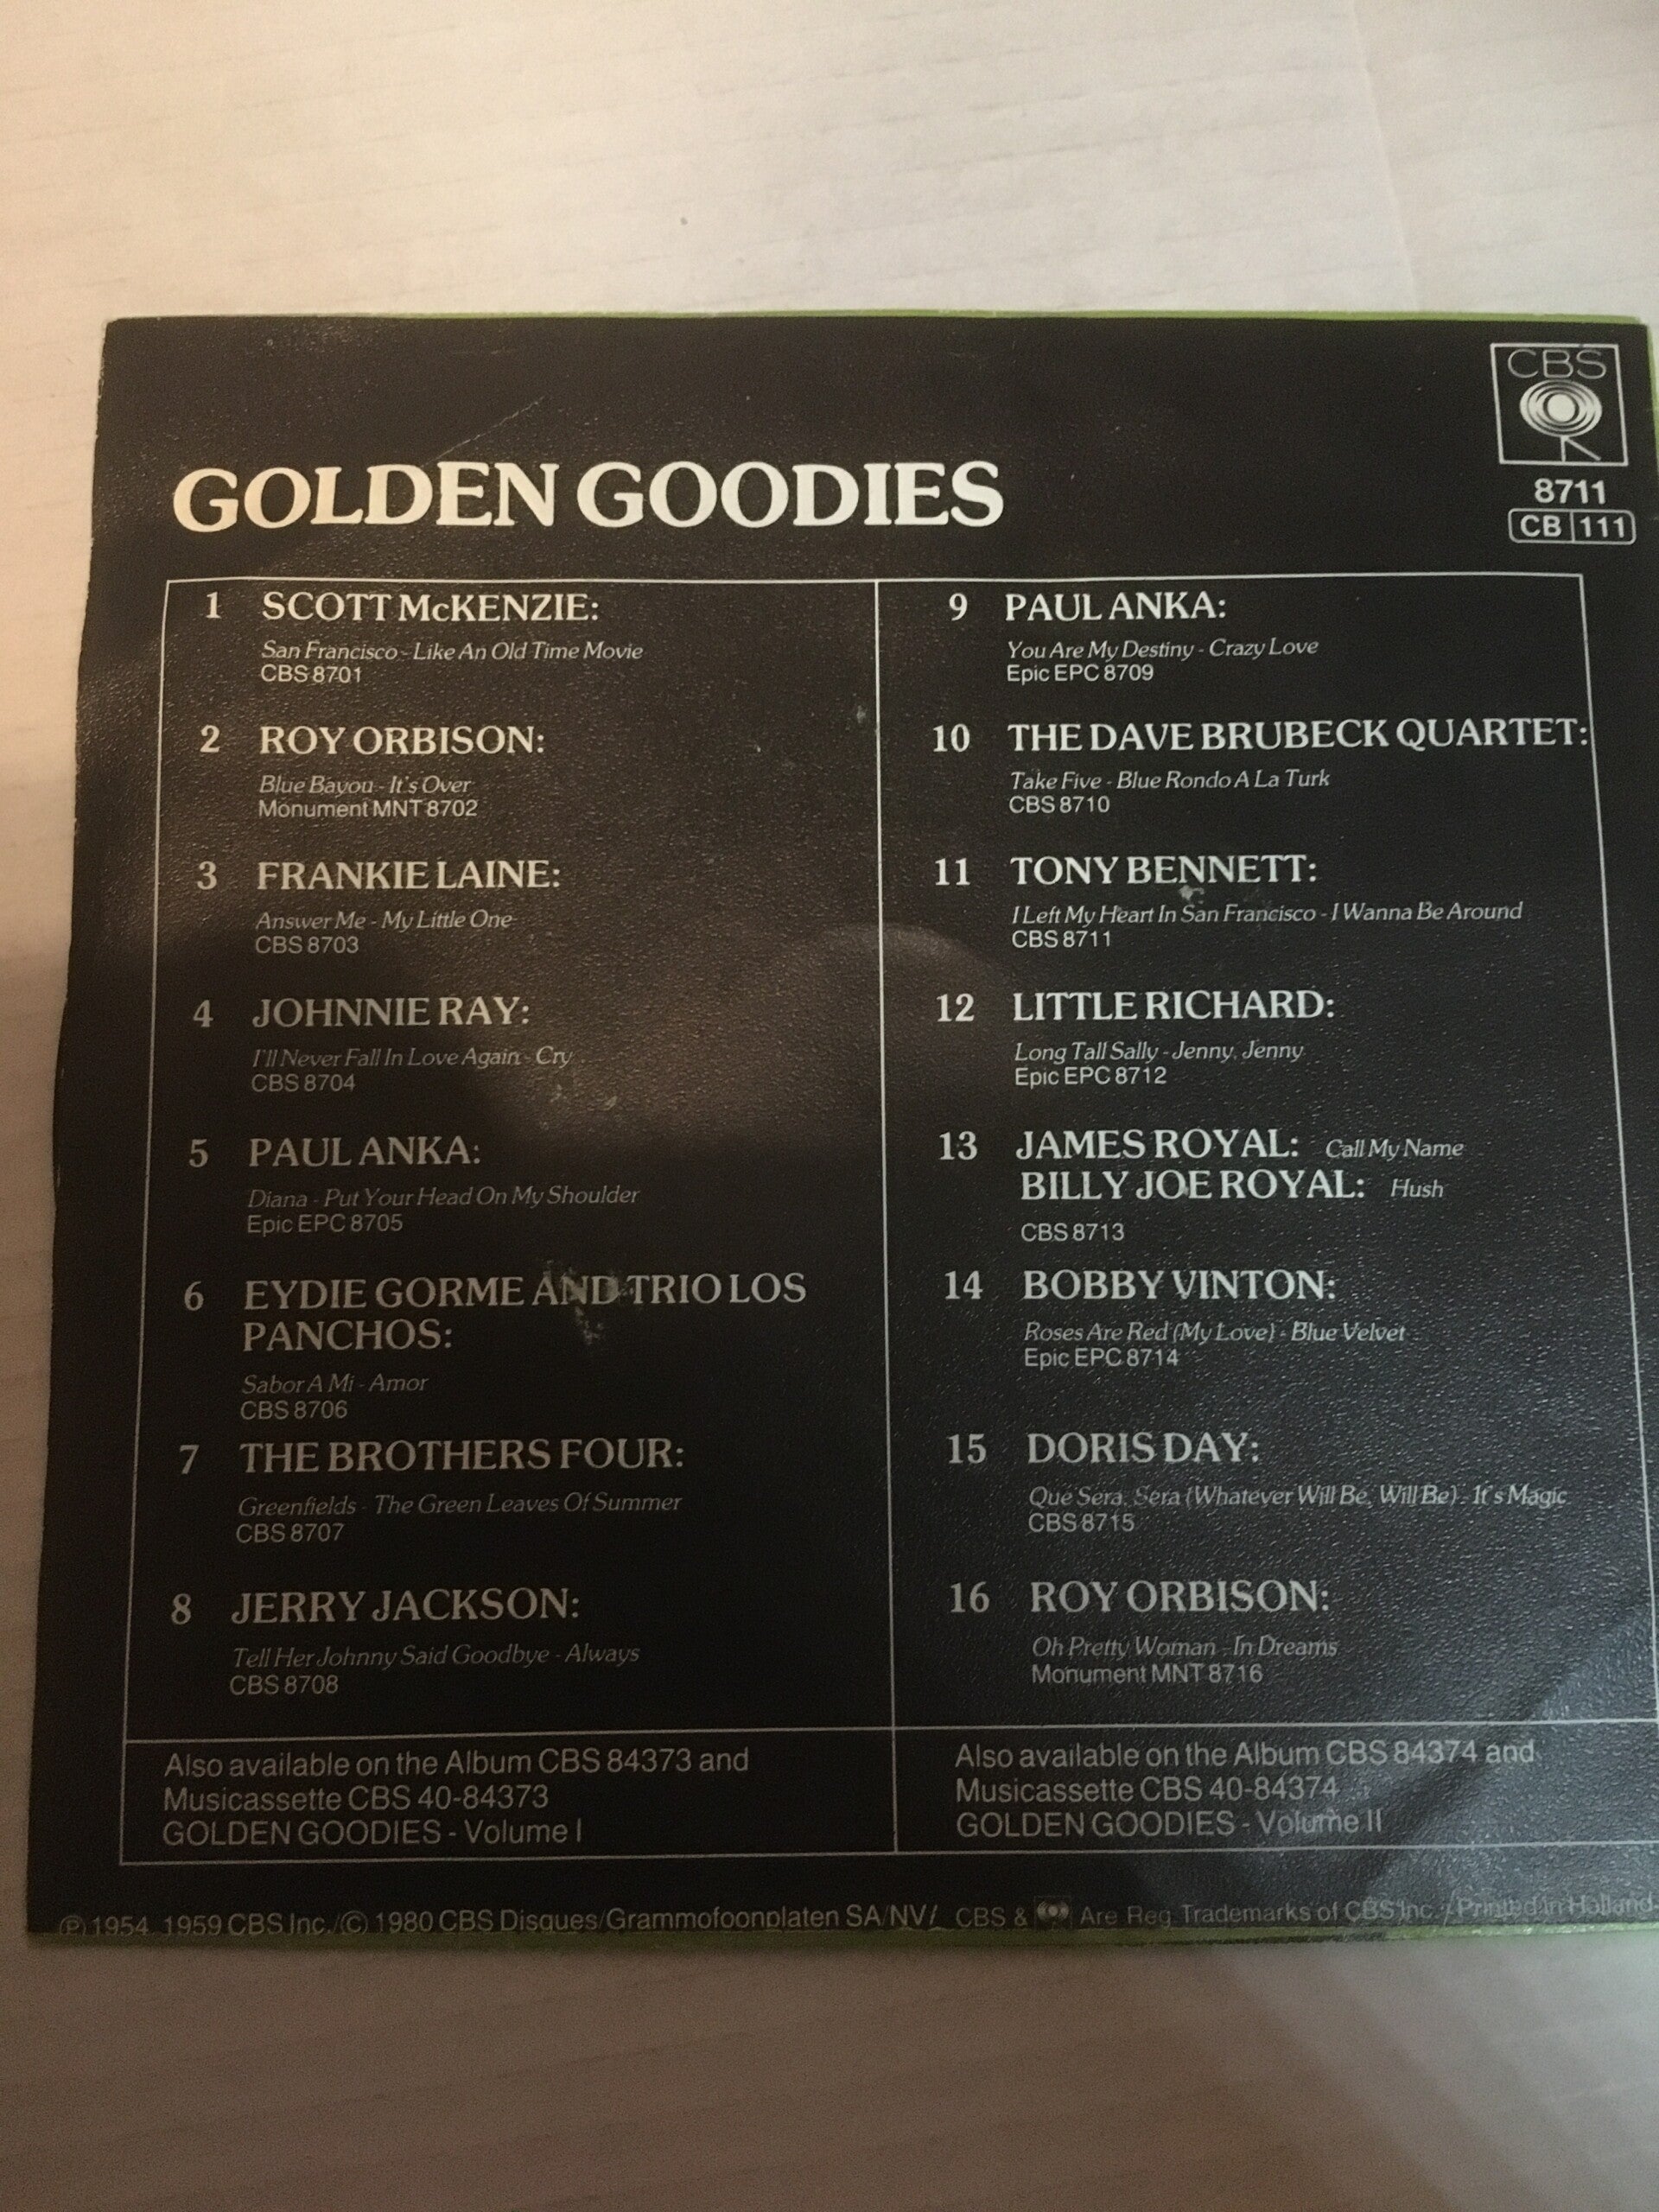 CBS
8711
CB 111
GOLDEN GOODIES
1 SCOTT McKENZIE:
San Francisco - Like An Old Time Movie
CBS 8701
2 ROY ORBISON:
Blue Bayou - It's Over
Monument MNT 8702
3 FRANKIE LAINE:
Answer Me - My Little One
CBS 8703
4 JOHNNIE RAY:
I'll Never Fall In Love Again - Cry
CBS 8704
5 PAUL ANKA:
Diana - Put Your Head On My Shoulder
Epic EPC 8705
6 EYDIE GORME AND TRIO LOS
PANCHOS:
Sabor A Mi - Amor
CBS 8706
7 THE BROTHERS FOUR:
Greenfields - The Green Leaves Of Summer
CBS 8707
8 JERRY JACKSON:
Tell Her Johnny Said Goodbye - Always
CBS 8708
Also available on the Album CBS 84373 and
Musicassette CBS 40-84373
GOLDEN GOODIES - Volume I
9 PAUL ANKA:
You Are My Destiny - Crazy Love
Epic EPC 8709
10 THE DAVE BRUBECK QUARTET:
Take Five - Blue Rondo A La Turk
CBS 8710
11 TONY BENNETT:
I Left My Heart In San Francisco - I Wanna Be Around
CBS 8711
12 LITTLE RICHARD:
Long Tall Sally - Jenny, Jenny
Epic EPC 8712
13 JAMES ROYAL: Call My Name
BILLY JOE ROYAL: Hush
CBS 8713
14 BOBBY VINTON:
Roses Are Red (My Love) - Blue Velvet
Epic EPC 8714
15 DORIS DAY:
Que Sera, Sera (Whatever Will Be, Will Be) - It's Magic
CBS 8715
16 ROY ORBISON:
Oh Pretty Woman - In Dreams
Monument MNT 8716
Also available on the Album CBS 84374 and
Musicassette CBS 40-84374
GOLDEN GOODIES - Volume II
℗ 1954, 1959 CBS Inc./© 1980 CBS Disques/Grammofoonplaten SA/NV/ CBS & Are Reg. Trademarks of CBS Inc./Printed in Holland